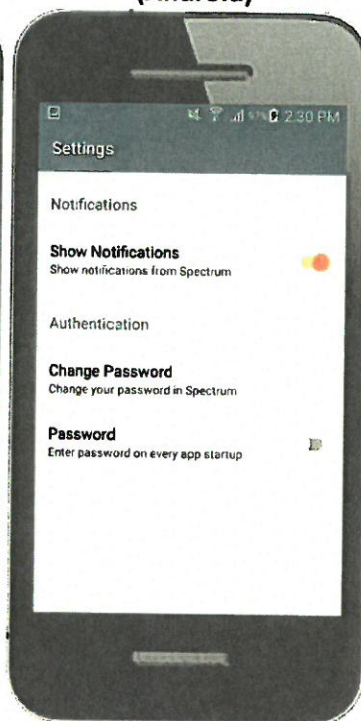 (Android)
2:30 PM
Settings
Notifications
Show Notifications
Show notifications from Spectrum
Authentication
Change Password
Change your password in Spectrum
Password
Enter password on every app startup